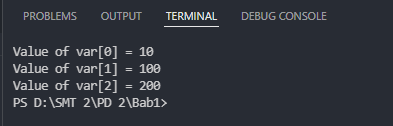 PROBLEMS OUTPUT TERMINAL DEBUG CONSOLE
Value of var[0] = 10
Value of var[1] = 100
Value of var[2] = 200
PS D:\SMT 2\PD 2\Bab1>